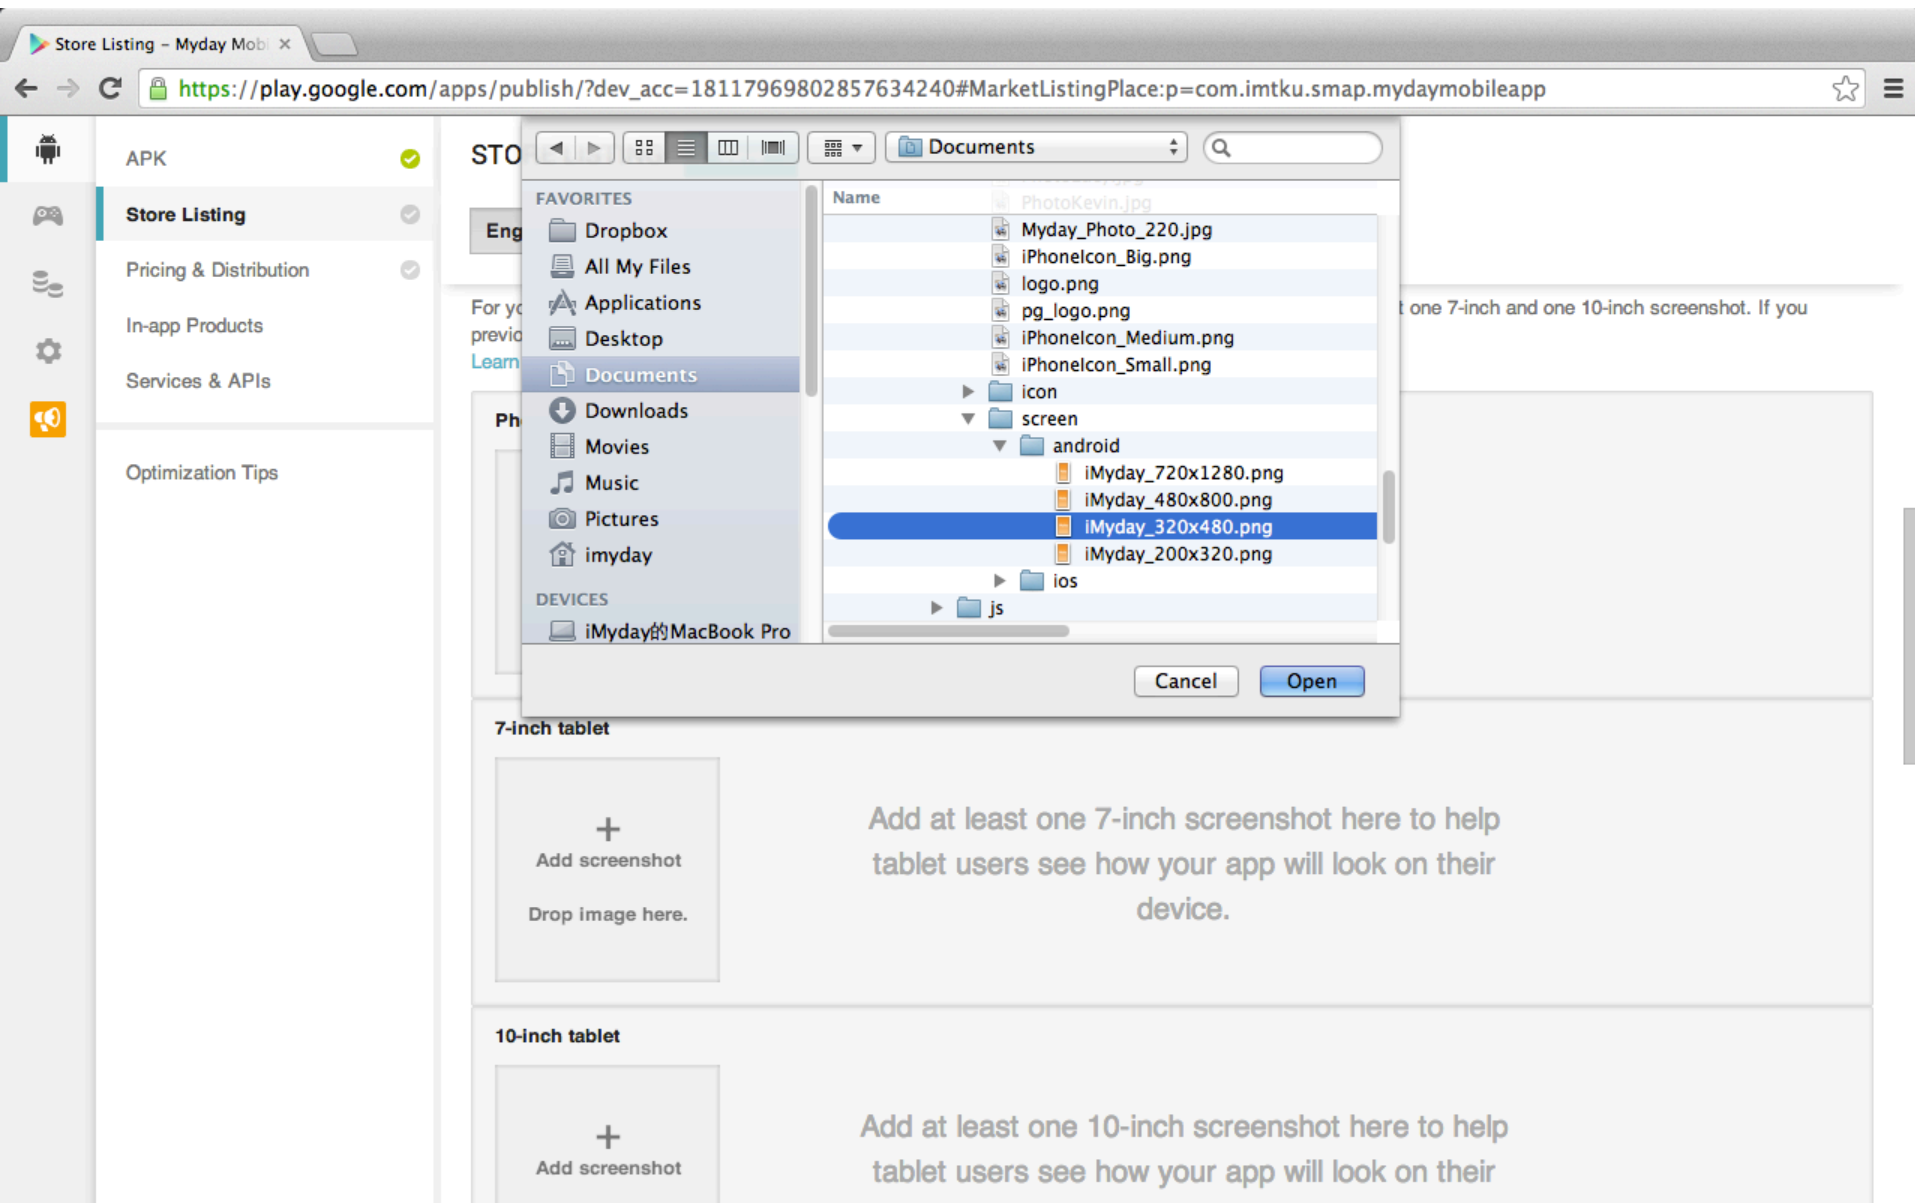 Store Listing – Myday Mobi
https://play.google.com/apps/publish/?dev_acc=18117969802857634240#MarketListingPlace:p=com.imtku.smap.mydaymobileapp
APK
Store Listing
Pricing & Distribution
In-app Products
Services & APIs
Optimization Tips
STO
Eng
For yo
previo
Learn
t one 7-inch and one 10-inch screenshot. If you
Documents
FAVORITES
Dropbox
All My Files
Applications
Desktop
Documents
Downloads
Movies
Music
Pictures
imyday
DEVICES
iMyday的MacBook Pro
Name
PhotoKevin.jpg
Myday_Photo_220.jpg
iPhoneIcon_Big.png
logo.png
pg_logo.png
iPhoneIcon_Medium.png
iPhoneIcon_Small.png
icon
screen
android
iMyday_720x1280.png
iMyday_480x800.png
iMyday_320x480.png
iMyday_200x320.png
ios
js
Cancel
Open
Ph
7-inch tablet
Add screenshot
Drop image here.
Add at least one 7-inch screenshot here to help
tablet users see how your app will look on their
device.
10-inch tablet
Add screenshot
Add at least one 10-inch screenshot here to help
tablet users see how your app will look on their